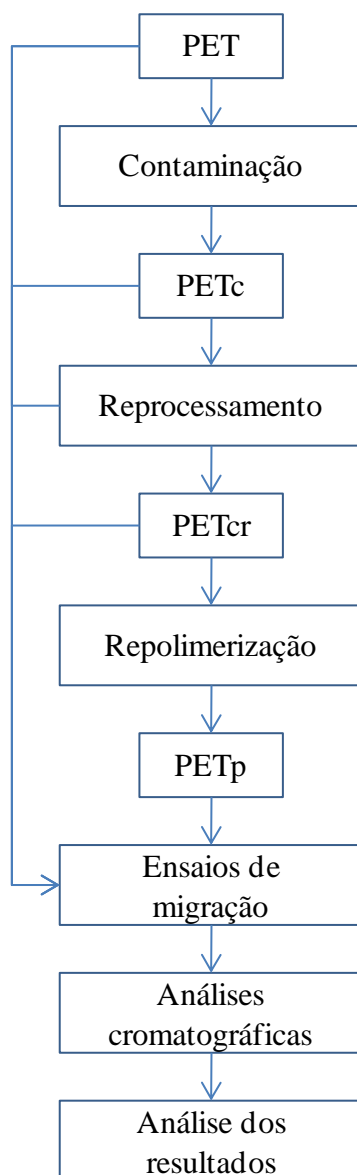 PET
Contaminação
PETc
Reprocessamento
PETcr
Repolimerização
PETp
Ensaios de
migração
Análises
cromatográficas
Análise dos
resultados